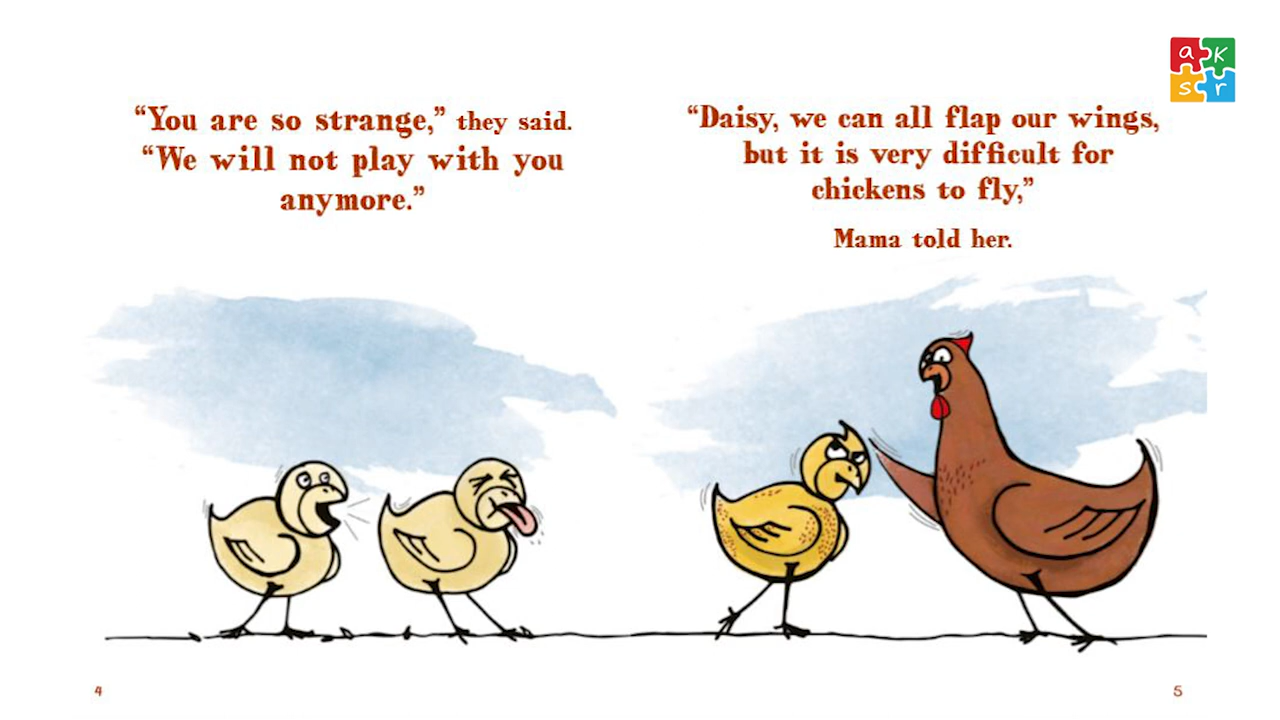 “You are so strange,” they said.
“We will not play with you
anymore.”
“Daisy, we can all flap our wings,
but it is very difficult for
chickens to fly,”
Mama told her.
a k
s r
4
5